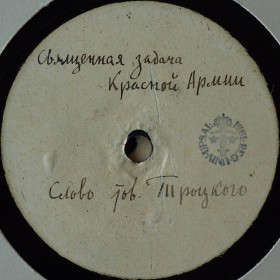 Священная задача
Красной Армии
Слово тов. Троцкого